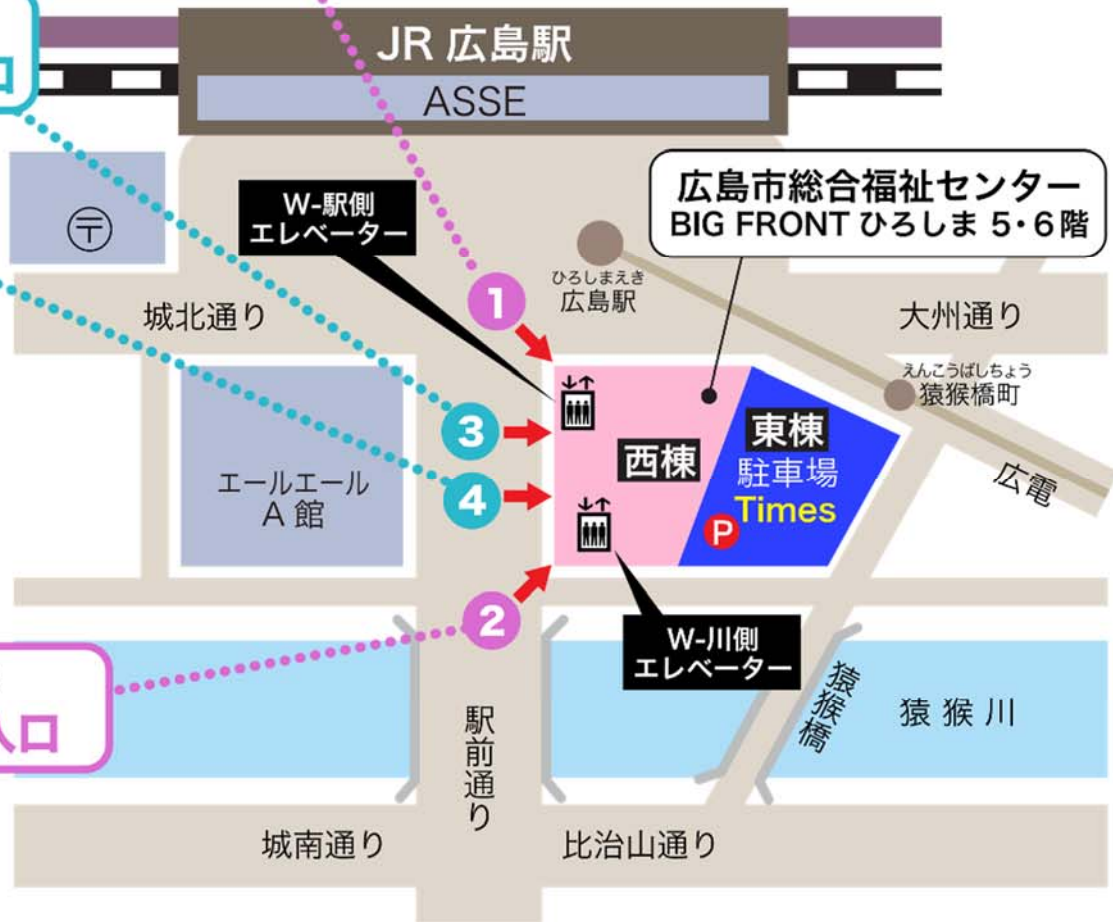 JR 広島駅
ASSE
口
〒
W-駅側
エレベーター
広島市総合福祉センター
BIG FRONT ひろしま 5・6階
ひろしまえき
広島駅
城北通り
1
大州通り
えんこうばしちょう
猿猴橋町
3
西棟
東棟
駐車場
Times
P
広電
エールエール
A 館
4
2
W-川側
エレベーター
入口
駅前通り
猿猴橋
猿 猴 川
城南通り
比治山通り